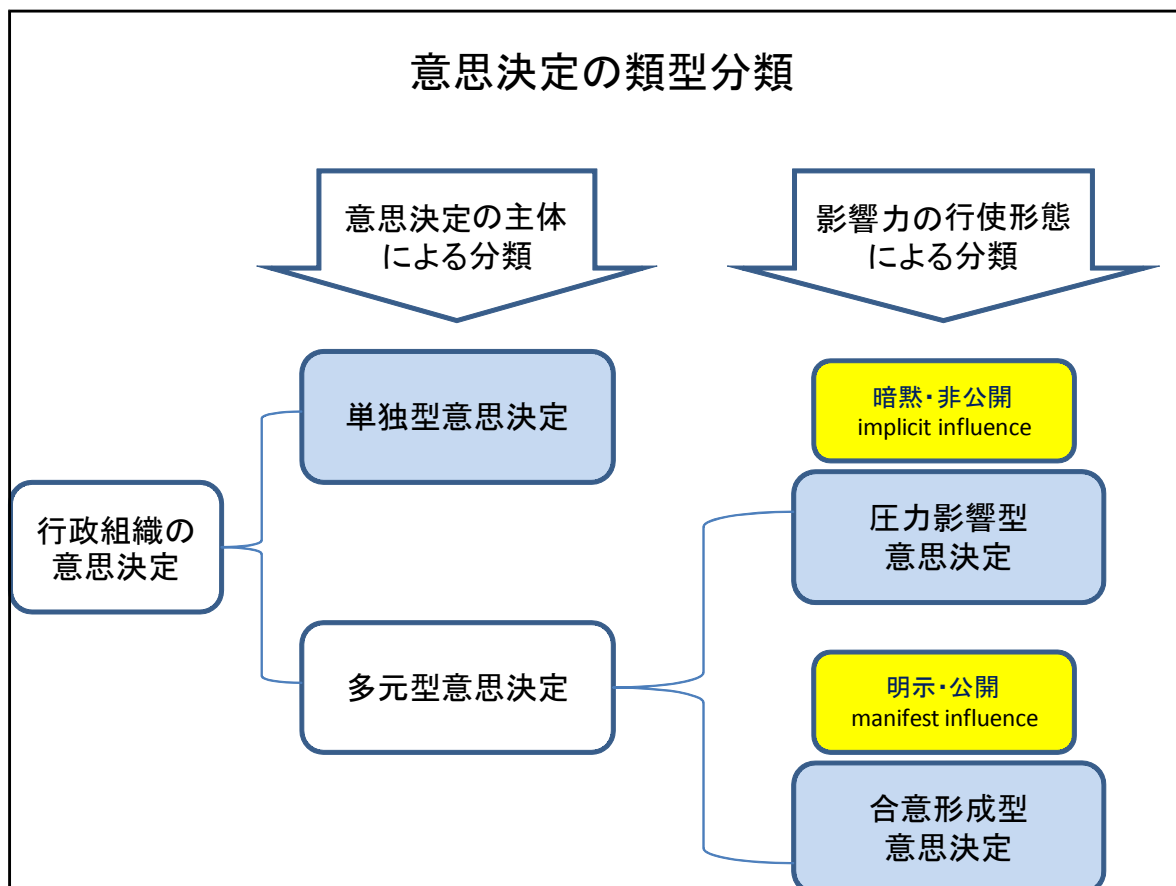 意思決定の類型分類
意思決定の主体
による分類
影響力の行使形態
による分類
単独型意思決定
暗黙・非公開
implicit influence
圧力影響型
意思決定
行政組織の
意思決定
多元型意思決定
明示・公開
manifest influence
合意形成型
意思決定